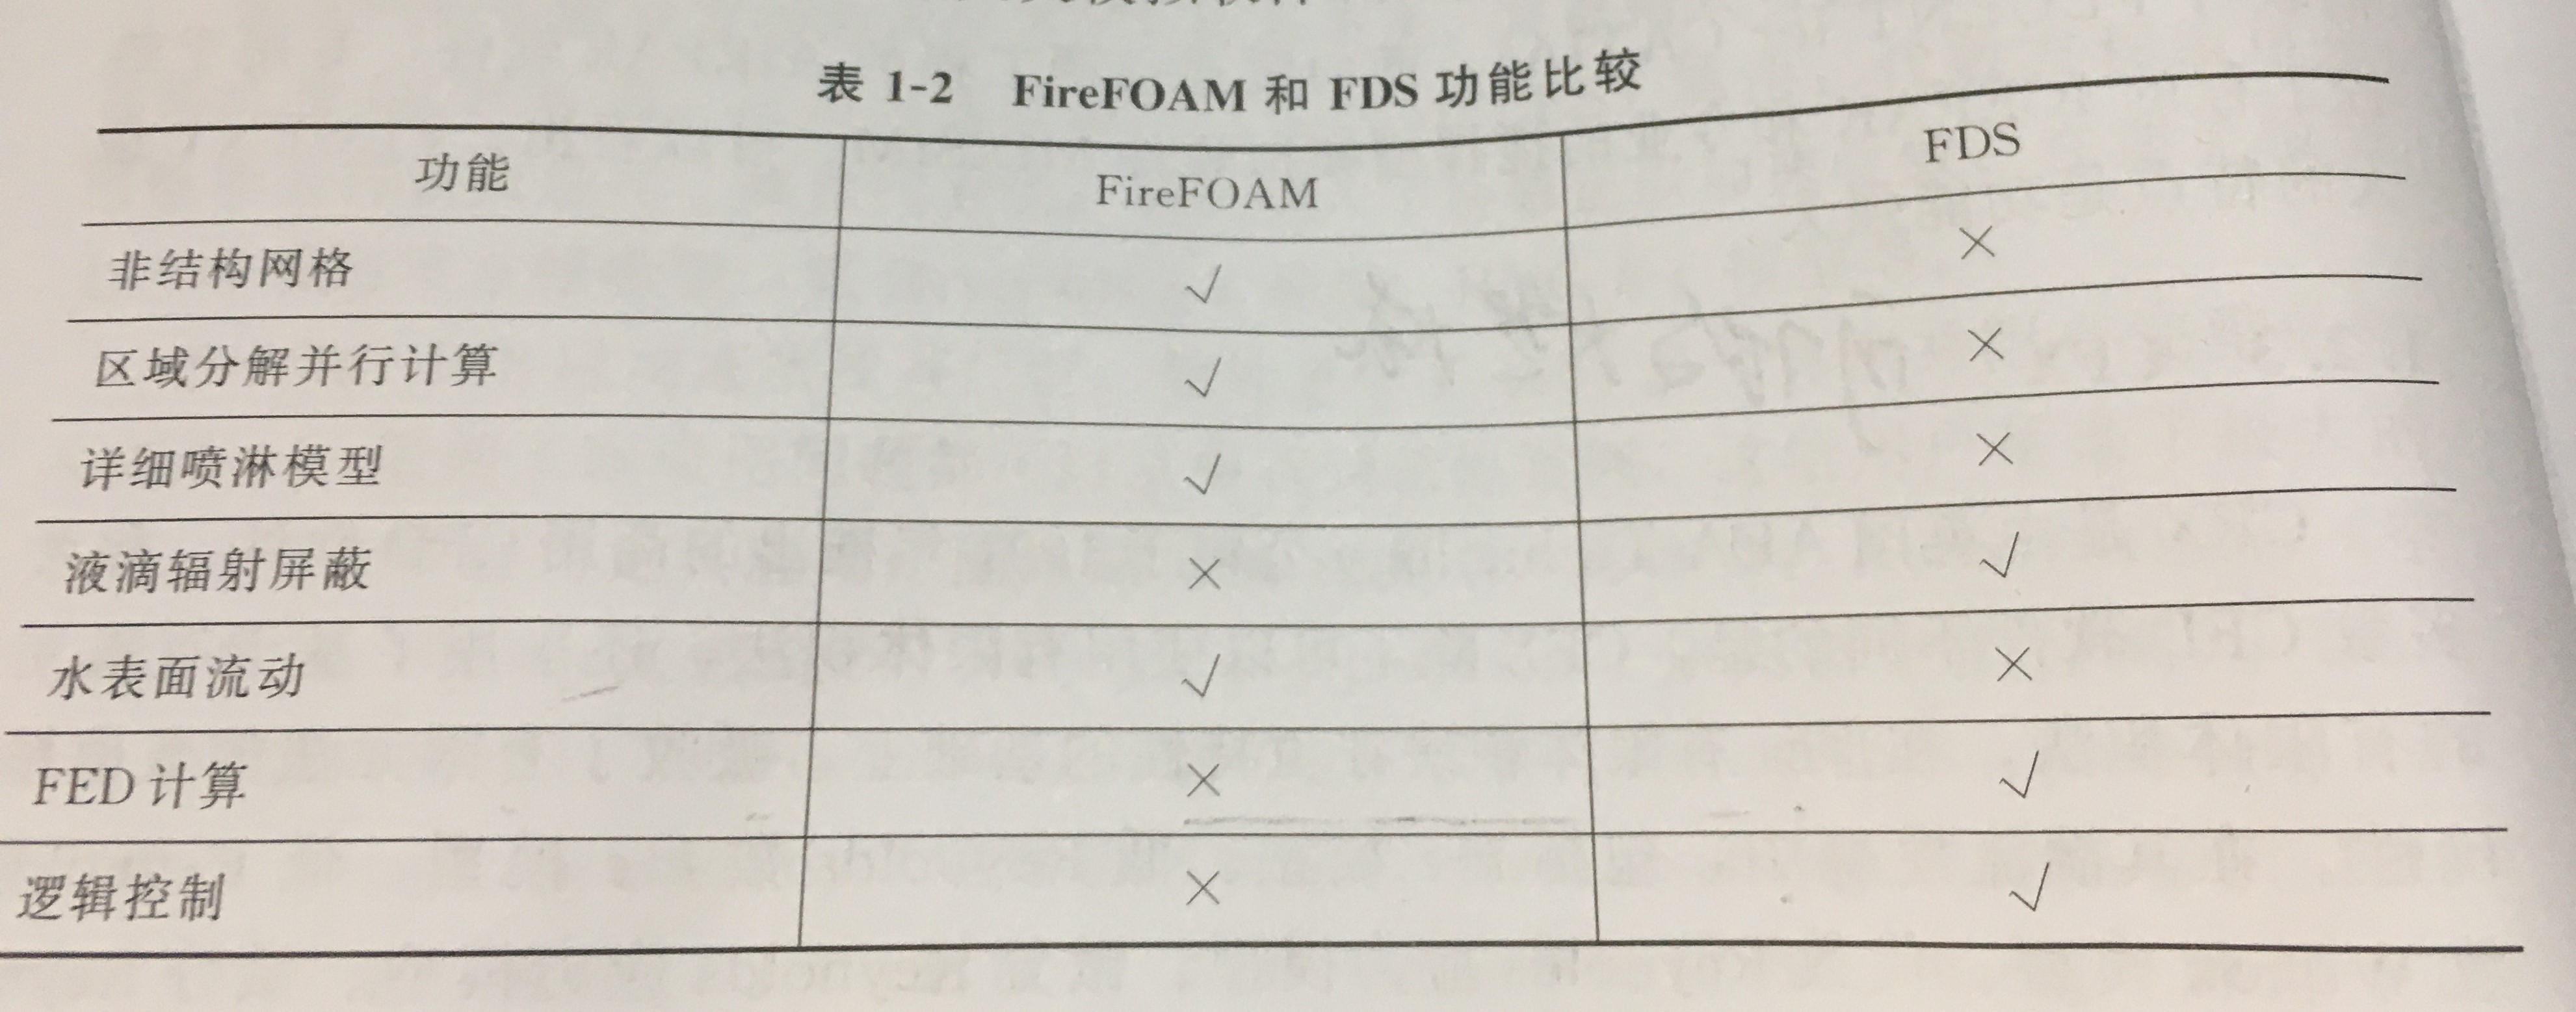 表 1-2 FireFOAM 和 FDS 功能比较
功能 FireFOAM FDS
非结构网格 √ ×
区域分解并行计算 √ ×
详细喷淋模型 √ ×
液滴辐射屏蔽 × √
水表面流动 √ ×
FED 计算 × √
逻辑控制 × √